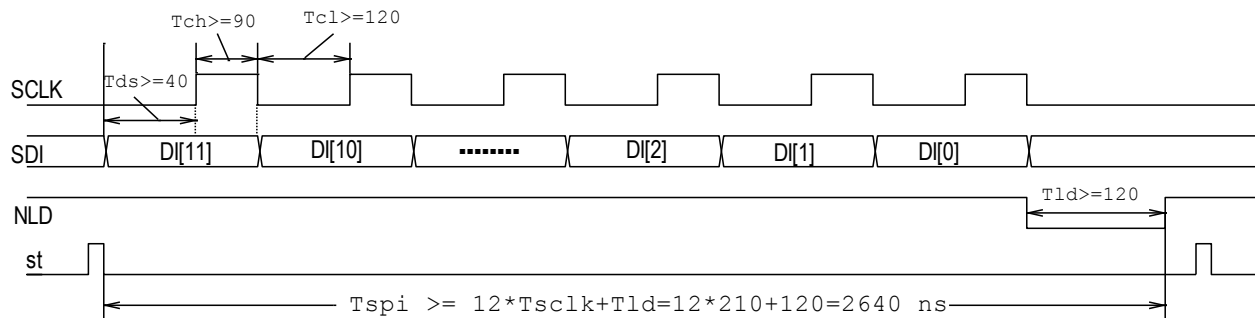 Tch>=90 Tcl>=120
Tds>=40
SCLK
SDI DI[11] DI[10] ........ DI[2] DI[1] DI[0]
Tld>=120
NLD
st
Tspi >= 12*Tsclk+Tld=12*210+120=2640 ns